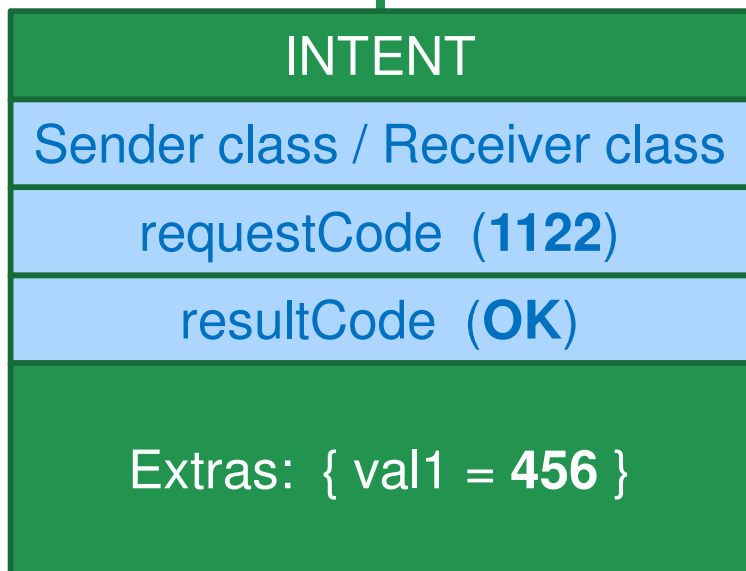 INTENT
Sender class / Receiver class
requestCode (1122)
resultCode (OK)
Extras: { val1 = 456 }